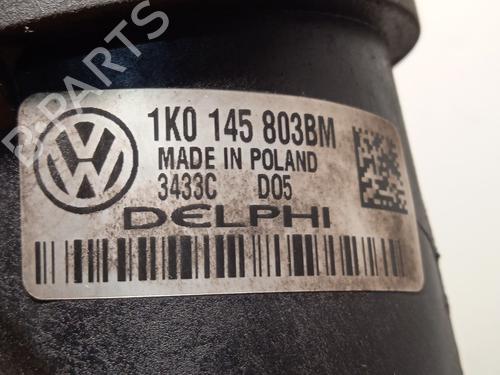 B-PARTS
1K0 145 803BM
MADE IN POLAND
3433C D05
DELPHI